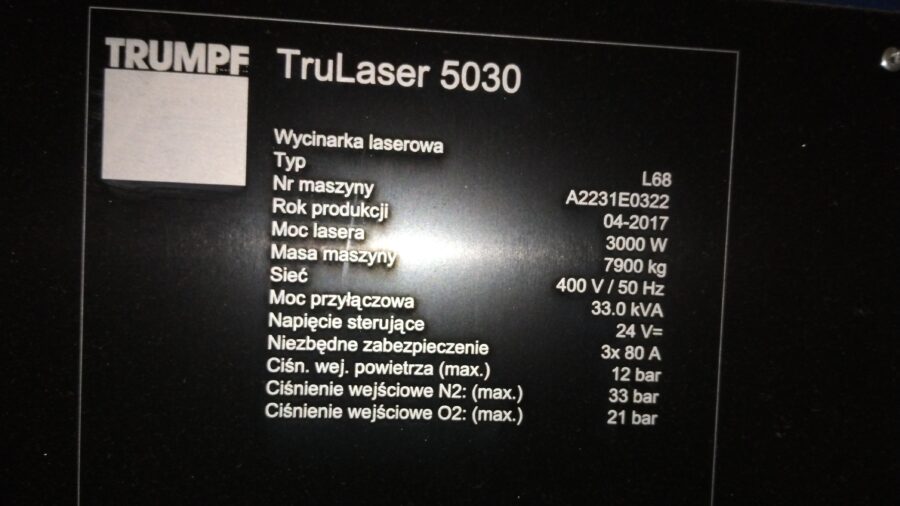 TRUMPF
TruLaser 5030
Wycinarka laserowa
Typ L68
Nr maszyny A2231E0322
Rok produkcji 04-2017
Moc lasera 3000 W
Masa maszyny 7900 kg
Sieć 400 V / 50 Hz
Moc przyłączowa 33.0 kVA
Napięcie sterujące 24 V=
Niezbędne zabezpieczenie 3x 80 A
Ciśn. wej. powietrza (max.) 12 bar
Ciśnienie wejściowe N2: (max.) 33 bar
Ciśnienie wejściowe O2: (max.) 21 bar